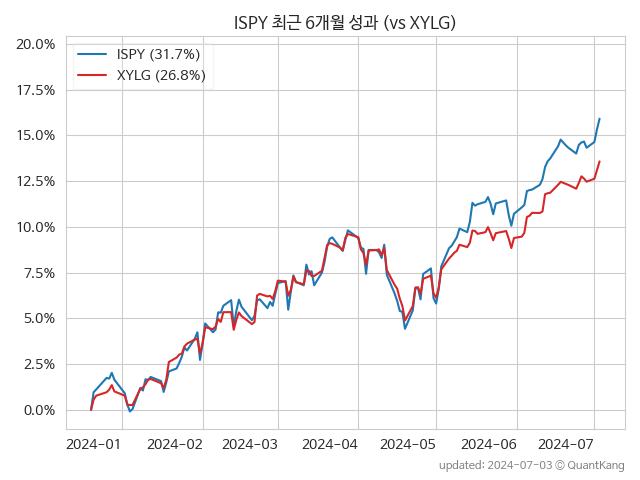 ISPY 최근 6개월 성과 (vs XYLG)
20.0%
17.5%
15.0%
12.5%
10.0%
7.5%
5.0%
2.5%
0.0%
ISPY (31.7%)
XYLG (26.8%)
2024-01 2024-02 2024-03 2024-04 2024-05 2024-06 2024-07
updated: 2024-07-03 © QuantKang